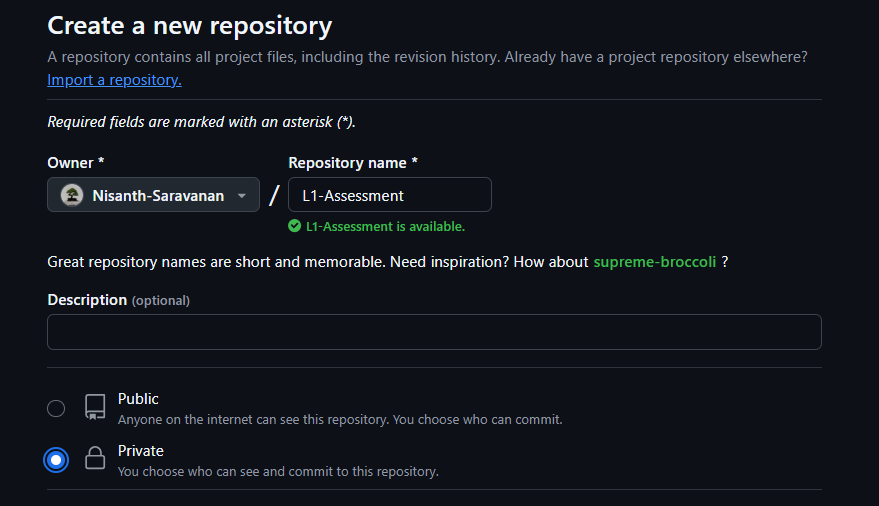 Create a new repository
A repository contains all project files, including the revision history. Already have a project repository elsewhere?
Import a repository.
Required fields are marked with an asterisk (*).
Owner *
Repository name *
Nisanth-Saravanan
/
L1-Assessment
L1-Assessment is available.
Great repository names are short and memorable. Need inspiration? How about supreme-broccoli ?
Description (optional)
Public
Anyone on the internet can see this repository. You choose who can commit.
Private
You choose who can see and commit to this repository.